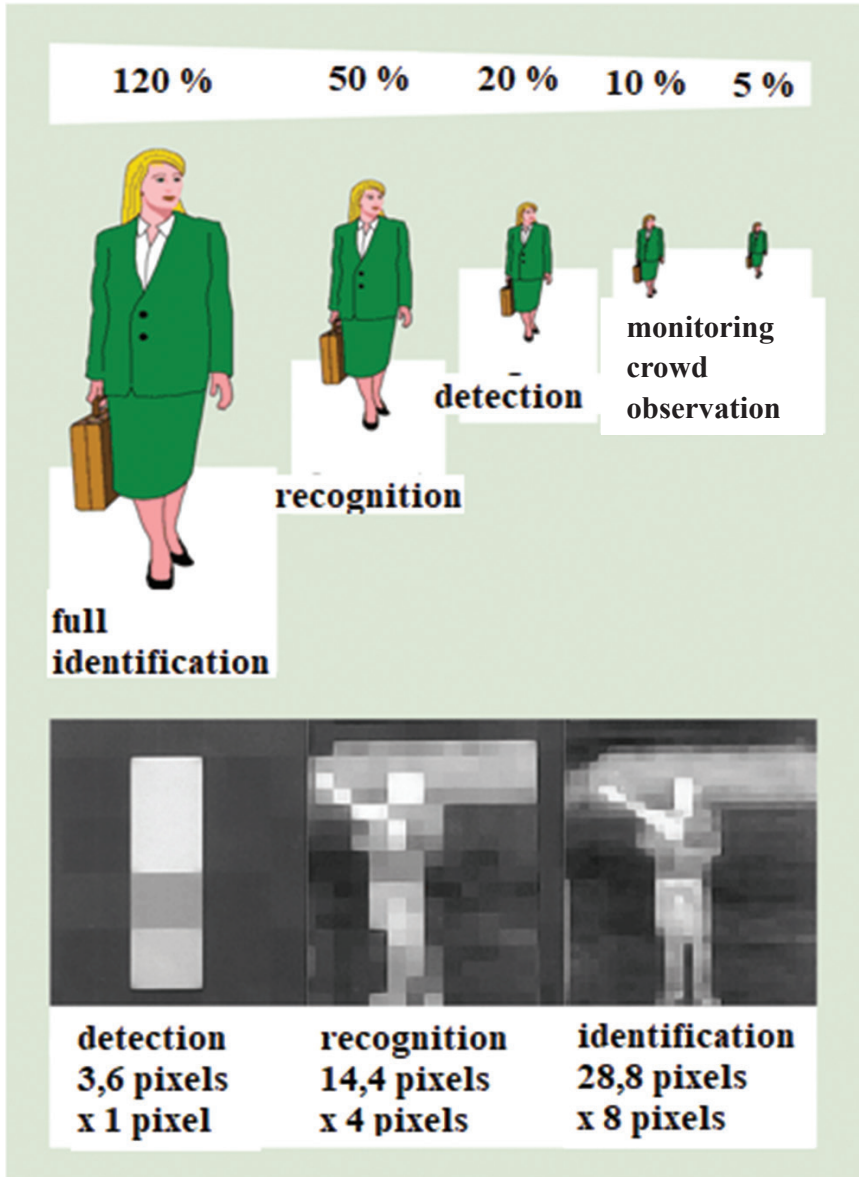 120 %
50 %
20 %
10 %
5 %
full
identification
recognition
detection
monitoring
crowd
observation
detection
3,6 pixels
x 1 pixel
recognition
14,4 pixels
x 4 pixels
identification
28,8 pixels
x 8 pixels